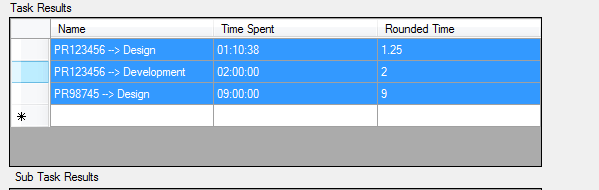 Task Results
Name Time Spent Rounded Time
PR123456 --> Design 01:10:38 1.25
PR123456 --> Development 02:00:00 2
PR98745 --> Design 09:00:00 9
*
Sub Task Results